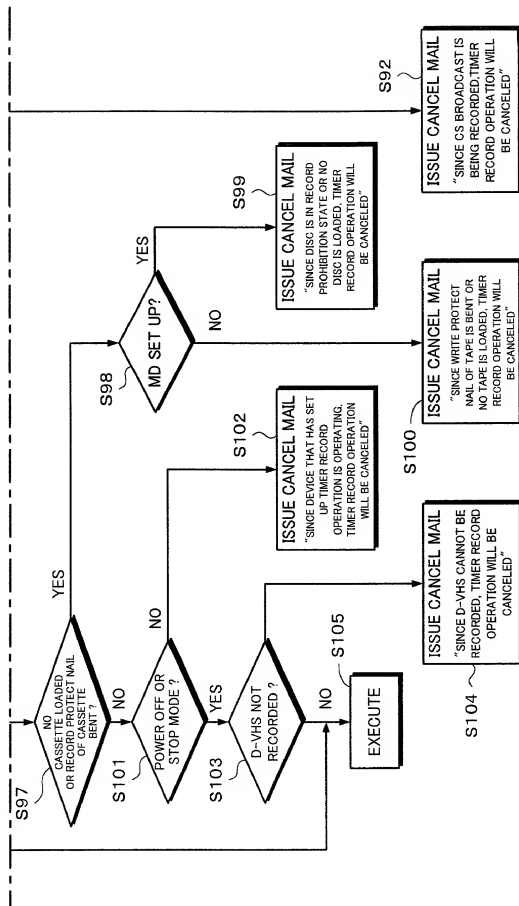 S97
NO
CASSETTE LOADED
OR RECORD PROTECT NAIL
OF CASSETTE
BENT ?
YES
NO
S98
MD SET UP?
YES
NO
S99
ISSUE CANCEL MAIL
"SINCE DISC IS IN RECORD
PROHIBITION STATE OR NO
DISC IS LOADED, TIMER
RECORD OPERATION WILL
BE CANCELED"
S92
ISSUE CANCEL MAIL
"SINCE CS BROADCAST IS
BEING RECORDED,TIMER
RECORD OPERATION WILL
BE CANCELED"
S100
ISSUE CANCEL MAIL
"SINCE WRITE PROTECT
NAIL OF TAPE IS BENT OR
NO TAPE IS LOADED, TIMER
RECORD OPERATION WILL
BE CANCELED"
S101
POWER OFF OR
STOP MODE ?
NO
YES
S102
ISSUE CANCEL MAIL
"SINCE DEVICE THAT HAS SET
UP TIMER RECORD
OPERATION IS OPERATING,
TIMER RECORD OPERATION
WILL BE CANCELED"
S103
D-VHS NOT
RECORDED ?
NO
S104
ISSUE CANCEL MAIL
"SINCE D-VHS CANNOT BE
RECORDED, TIMER RECORD
OPERATION WILL BE
CANCELED"
S105
EXECUTE